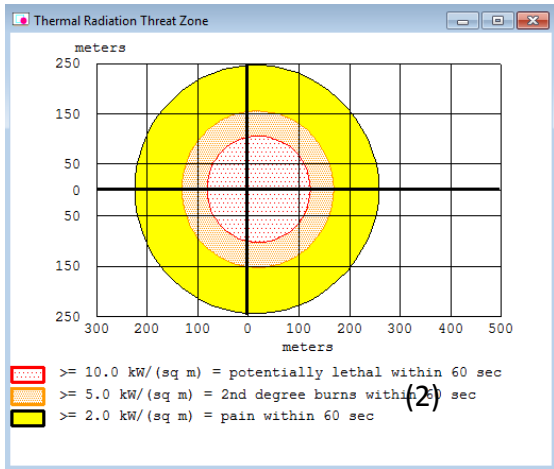 Thermal Radiation Threat Zone
meters
250
150
50
0
50
150
250
300 200 100 0 100 200 300 400 500
meters
>= 10.0 kW/(sq m) = potentially lethal within 60 sec
>= 5.0 kW/(sq m) = 2nd degree burns within 60 sec
(2)
>= 2.0 kW/(sq m) = pain within 60 sec